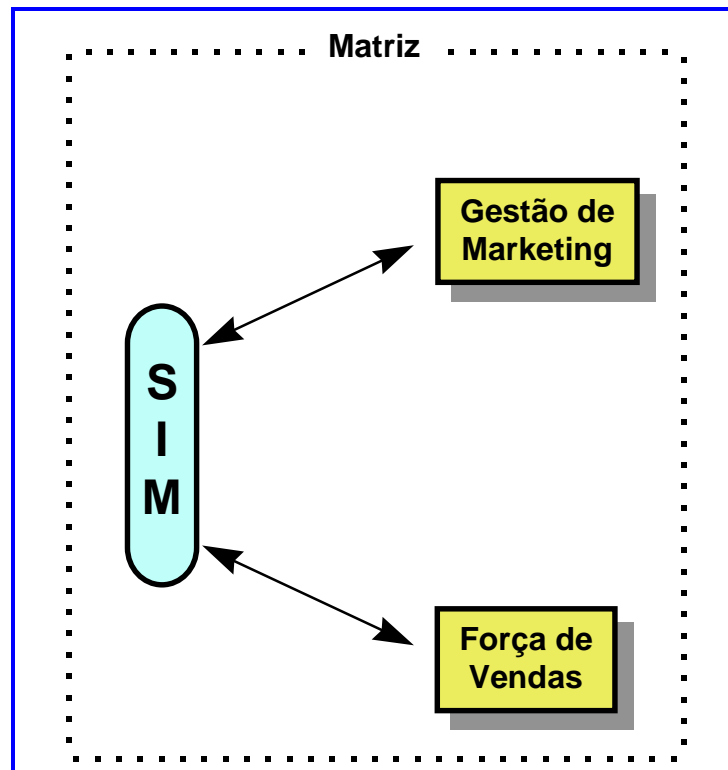 Matriz
Gestão de
Marketing
S
I
M
Força de
Vendas